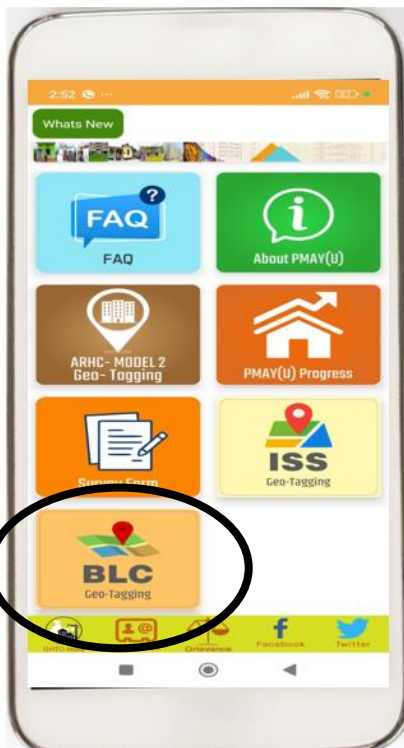 2:52
Whats New
?
FAQ
FAQ
i
About PMAY(U)
ARHC- MODEL 2
Geo- Tagging
PMAY(U) Progress
Survey Form
ISS
Geo-Tagging
BLC
Geo-Tagging
Grievance
f
Facebook
Twitter